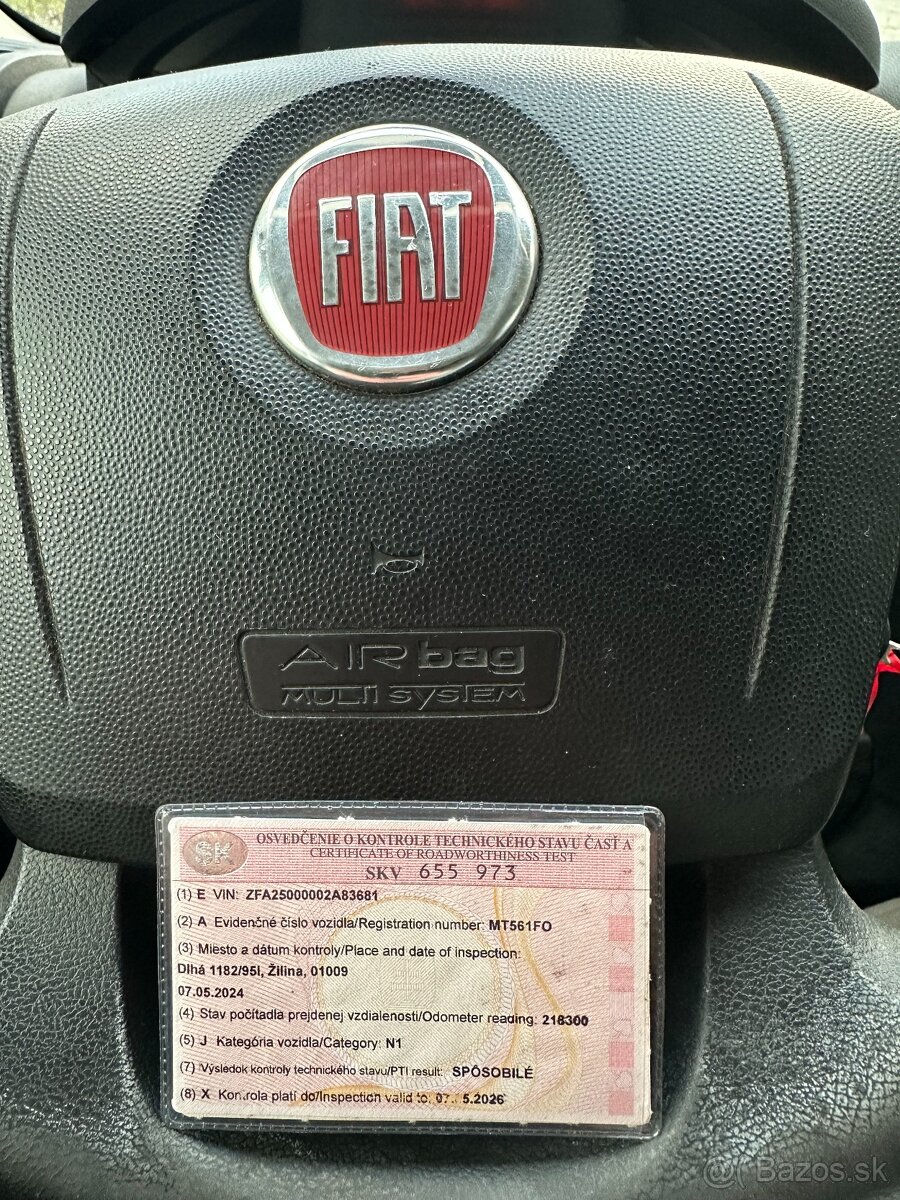 FIAT
AIRbag
MULTI SYSTEM
SK
OSVEDČENIE O KONTROLE TECHNICKÉHO STAVU ČASŤ A
CERTIFICATE OF ROADWORTHINESS TEST
SKV 655 973
(1) E VIN: ZFA25000002A83681
(2) A Evidenčné číslo vozidla/Registration number: MT561FO
(3) Miesto a dátum kontroly/Place and date of inspection:
Dlhá 1182/95I, Žilina, 01009
07.05.2024
(4) Stav počítadla prejdenej vzdialenosti/Odometer reading: 218300
(5) J Kategória vozidla/Category: N1
(7) Výsledok kontroly technického stavu/PTI result: SPÔSOBILÉ
(8) X Kontrola platí do/Inspection valid to: 07.05.2026
Bazos.sk